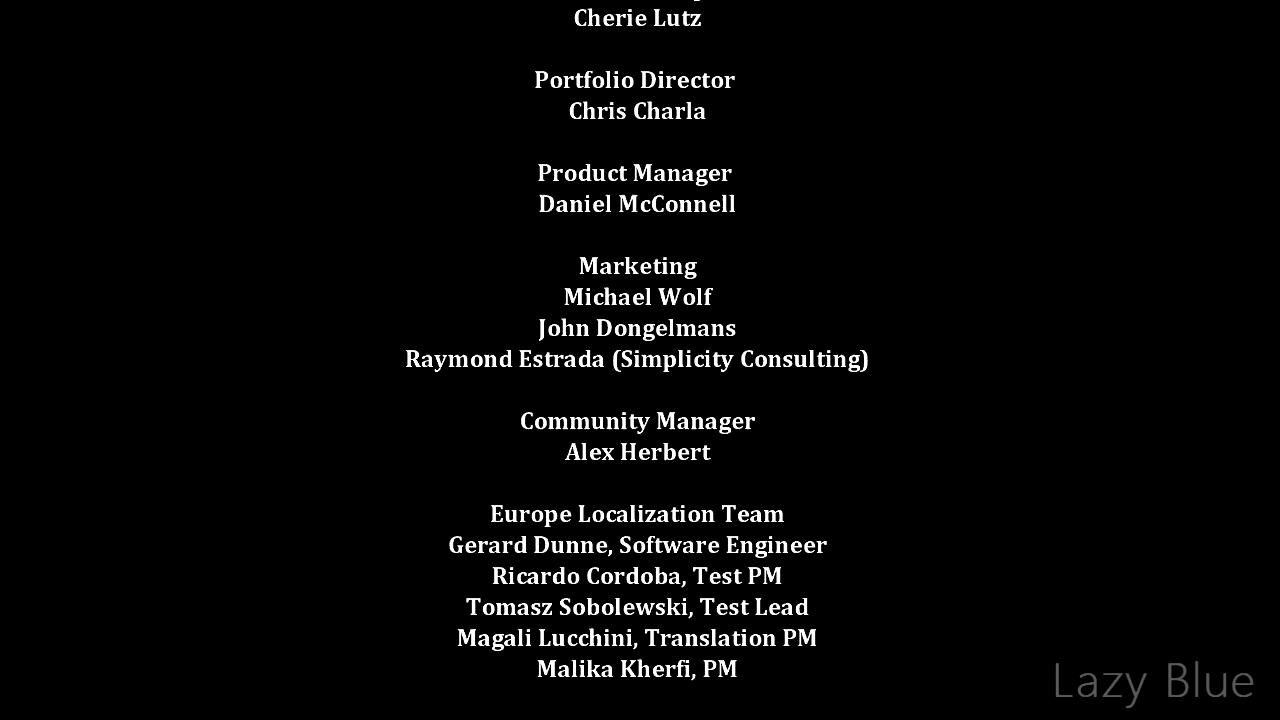 Cherie Lutz
Portfolio Director
Chris Charla
Product Manager
Daniel McConnell
Marketing
Michael Wolf
John Dongelmans
Raymond Estrada (Simplicity Consulting)
Community Manager
Alex Herbert
Europe Localization Team
Gerard Dunne, Software Engineer
Ricardo Cordoba, Test PM
Tomasz Sobolewski, Test Lead
Magali Lucchini, Translation PM
Malika Kherfi, PM
Lazy Blue